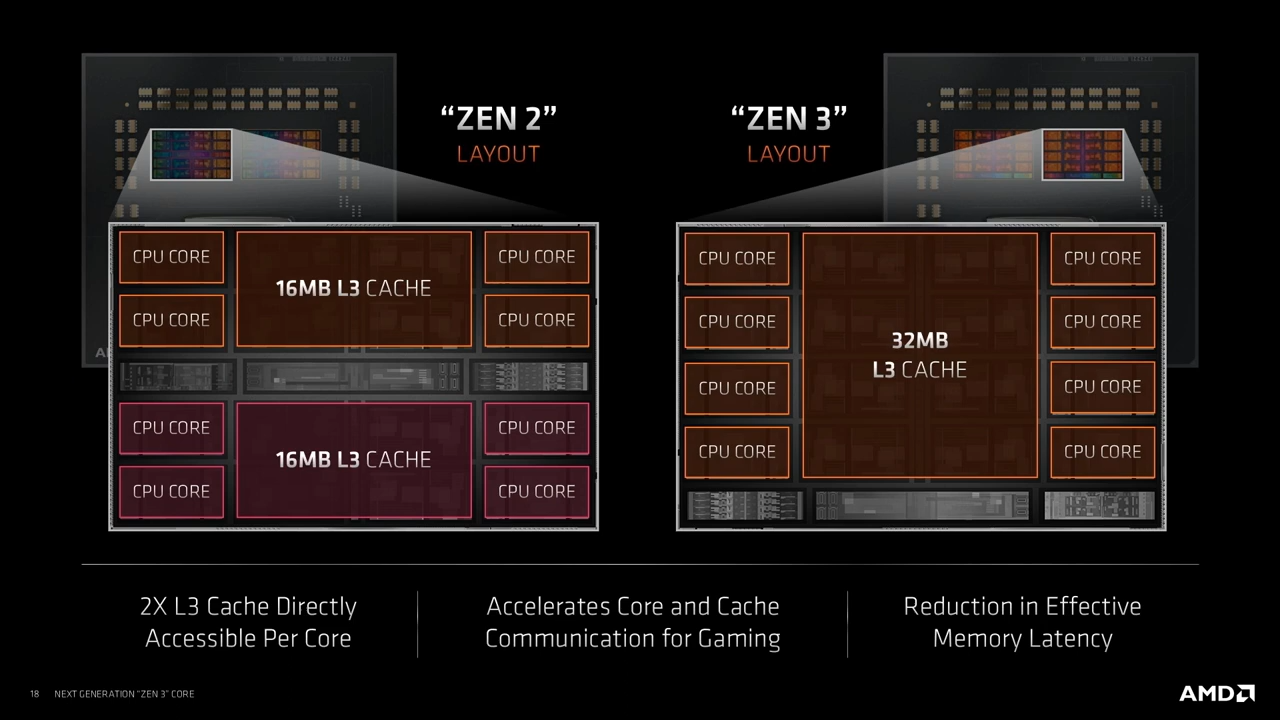 “ZEN 2”
LAYOUT
“ZEN 3”
LAYOUT
CPU CORE
16MB L3 CACHE
CPU CORE
CPU CORE
CPU CORE
CPU CORE
16MB L3 CACHE
CPU CORE
CPU CORE
CPU CORE
CPU CORE
32MB
L3 CACHE
CPU CORE
CPU CORE
CPU CORE
CPU CORE
CPU CORE
CPU CORE
CPU CORE
2X L3 Cache Directly
Accessible Per Core
Accelerates Core and Cache
Communication for Gaming
Reduction in Effective
Memory Latency
18 NEXT GENERATION “ZEN 3” CORE
AMD